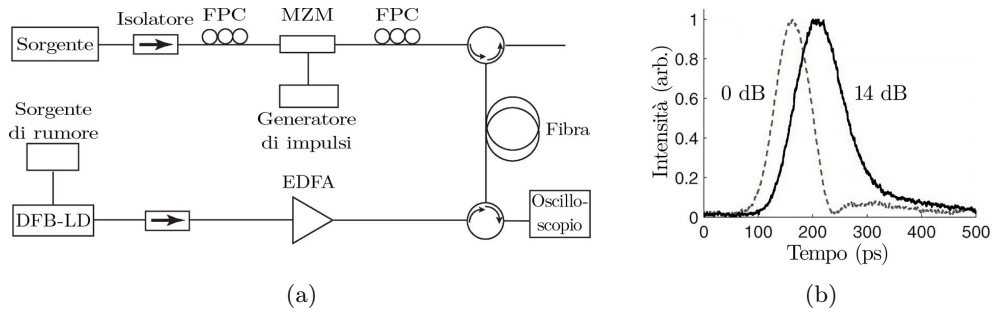 Isolatore
FPC
MZM
FPC
Sorgente
Generatore
di impulsi
Sorgente
di rumore
Fibra
EDFA
DFB-LD
Oscillo-
scopio
(a)
Intensità (arb.)
1
0.8
0.6
0.4
0.2
0
0 dB
14 dB
0
100
200
300
400
500
Tempo (ps)
(b)